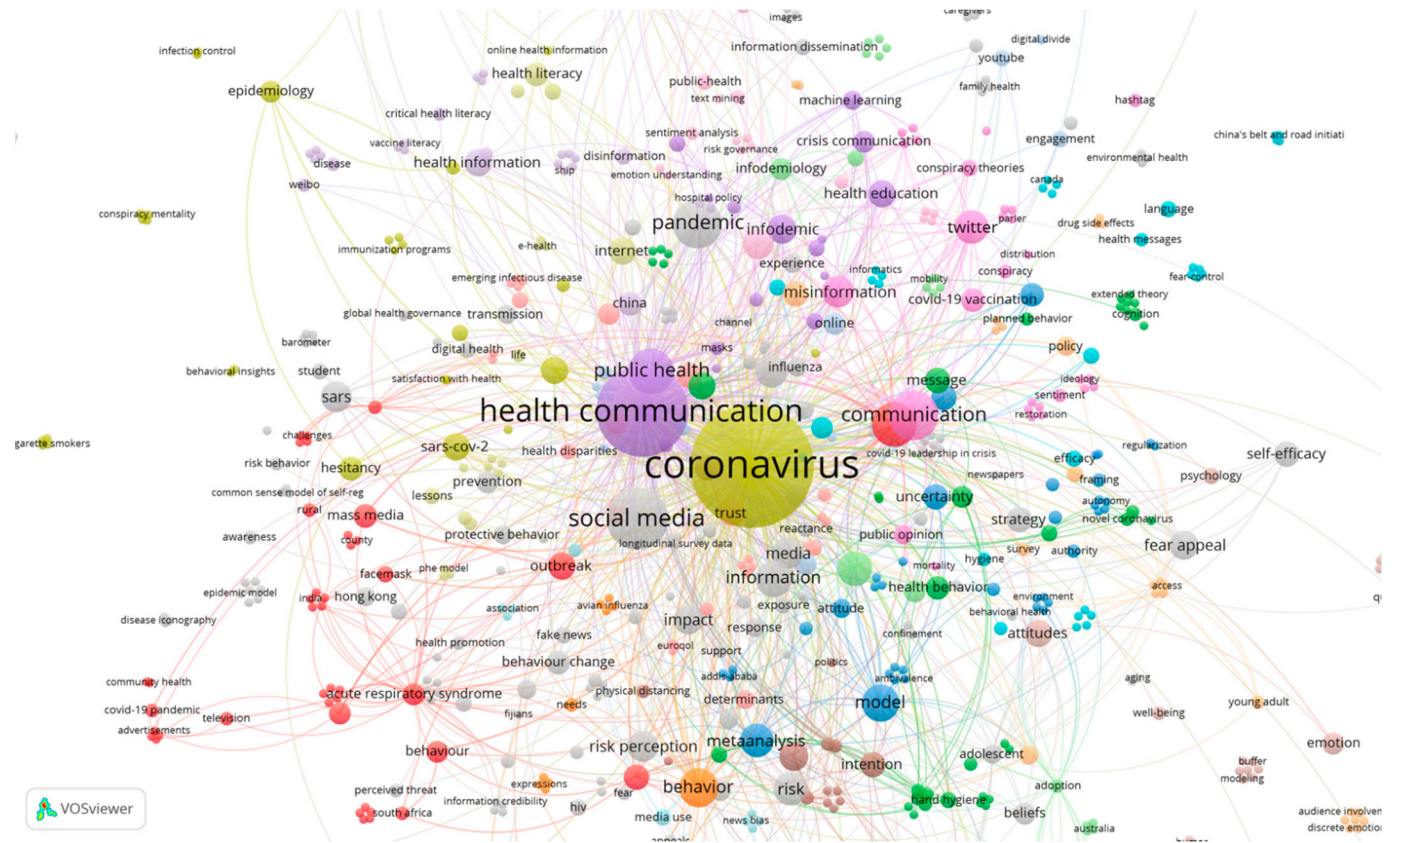 images
caregivers
infection control
online health information
information dissemination
digital divide
youtube
health literacy
public-health
family health
epidemiology
text mining
machine learning
hashtag
critical health literacy
sentiment analysis
crisis communication
engagement
china's belt and road initiati
vaccine literacy
disinformation
risk governance
health information
disease
ship
emotion understanding
infodemiology
conspiracy theories
environmental health
weibo
hospital policy
health education
canada
conspiracy mentality
pandemic
infodemic
twitter
parler
drug side effects
language
immunization programs
e-health
internet
health messages
experience
informatics
distribution
conspiracy
emerging infectious disease
mobility
fear-control
china
misinformation
covid-19 vaccination
extended theory
global health governance
transmission
channel
online
planned behavior
cognition
barometer
digital health
life
masks
policy
behavioral insights
student
satisfaction with health
public health
influenza
message
ideology
sentiment
sars
health communication
communication
restoration
challenges
garette smokers
sars-cov-2
health disparities
covid-19 leadership in crisis
regularization
self-efficacy
risk behavior
hesitancy
coronavirus
efficacy
newspapers
psychology
prevention
framing
common sense model of self-reg
lessons
uncertainty
autonomy
rural
mass media
social media
trust
strategy
novel coronavirus
awareness
county
protective behavior
longitudinal survey data
reactance
public opinion
fear appeal
media
survey
authority
hygiene
facemask
phe model
outbreak
information
mortality
health behavior
access
epidemic model
india
hong kong
association
avian influenza
exposure
attitude
environment
behavioral health
disease iconography
impact
response
confinement
attitudes
health promotion
fake news
euroqol
support
behaviour change
politics
community health
acute respiratory syndrome
addis-ababa
ambivalence
aging
physical distancing
determinants
model
covid-19 pandemic
television
fijians
needs
well-being
young adult
advertisements
behaviour
risk perception
metaanalysis
intention
adolescent
emotion
buffer
modeling
perceived threat
expressions
fear
behavior
risk
hand hygiene
adoption
information credibility
hiv
south africa
media use
news bias
beliefs
australia
audience involven
discrete emotion
appeals
humor
VOSviewer